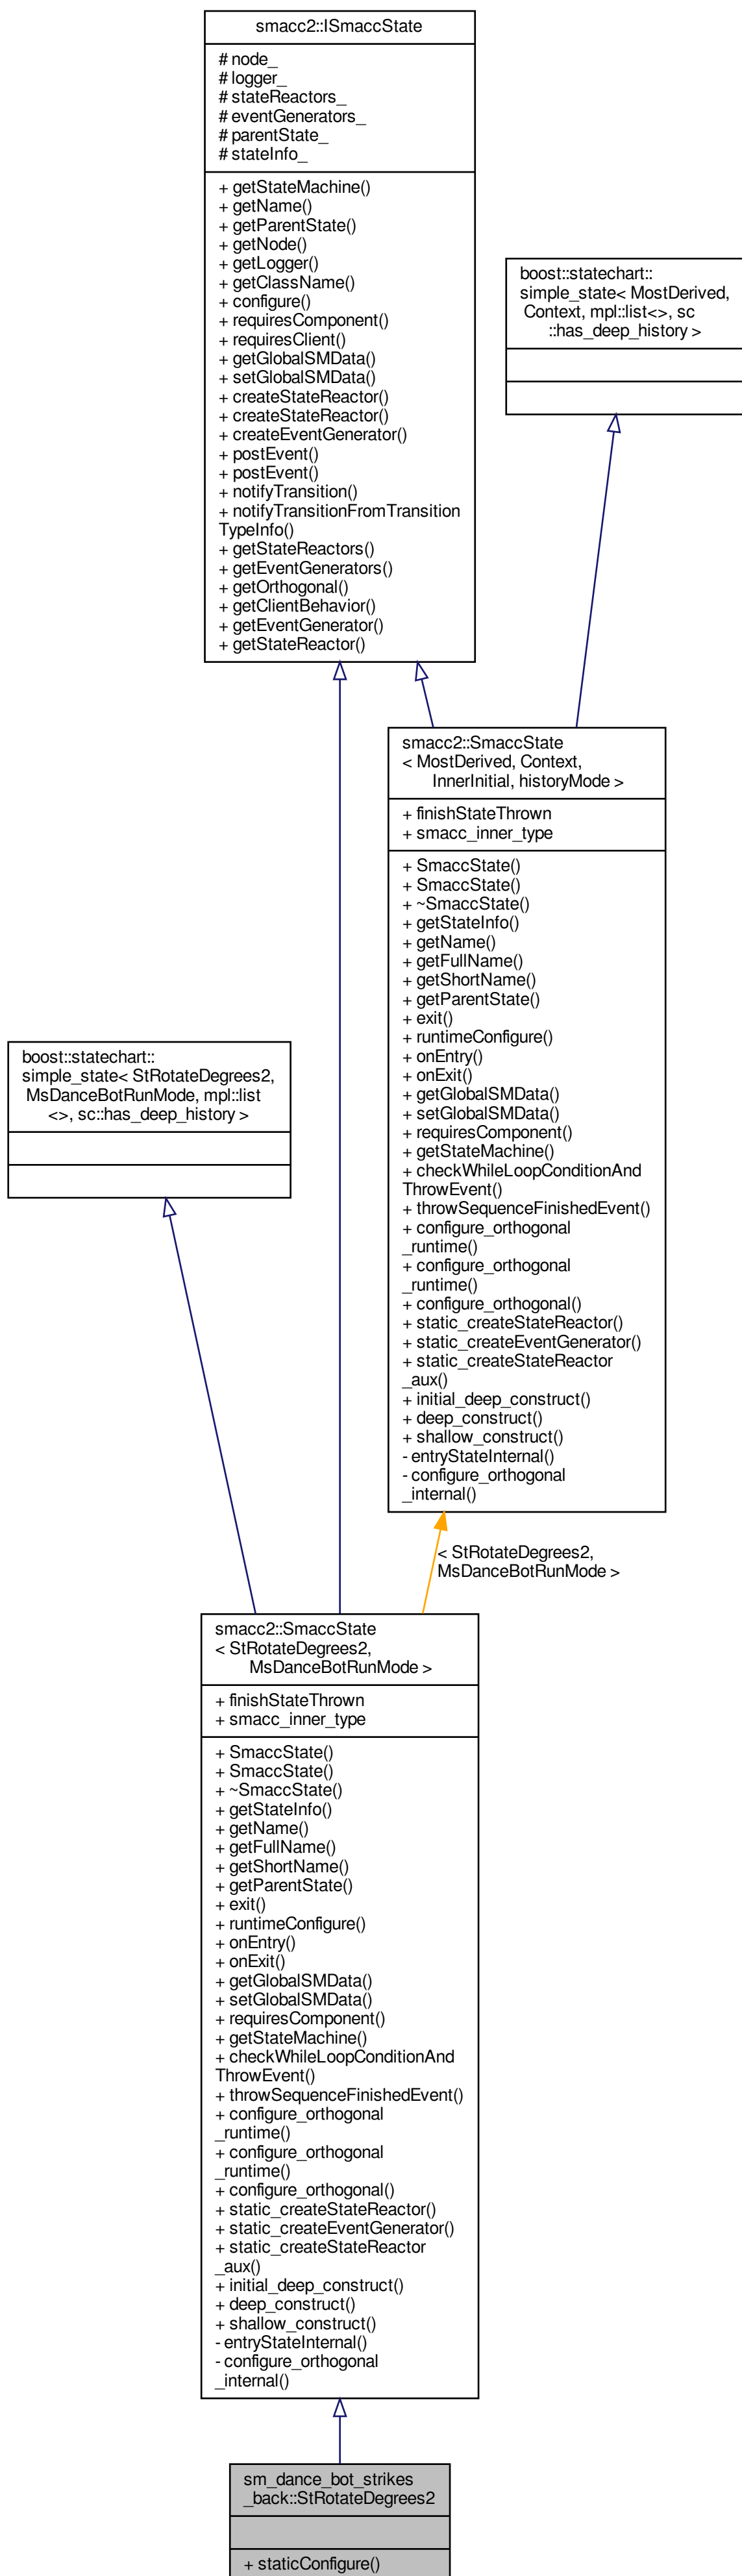 smacc2::ISmaccState
# node_
# logger_
# stateReactors_
# eventGenerators_
# parentState_
# stateInfo_
+ getStateMachine()
+ getName()
+ getParentState()
+ getNode()
+ getLogger()
+ getClassName()
+ configure()
+ requiresComponent()
+ requiresClient()
+ getGlobalSMData()
+ setGlobalSMData()
+ createStateReactor()
+ createStateReactor()
+ createEventGenerator()
+ postEvent()
+ postEvent()
+ notifyTransition()
+ notifyTransitionFromTransition
TypeInfo()
+ getStateReactors()
+ getEventGenerators()
+ getOrthogonal()
+ getClientBehavior()
+ getEventGenerator()
+ getStateReactor()
boost::statechart::
simple_state< MostDerived,
Context, mpl::list<>, sc
::has_deep_history >
smacc2::SmaccState
< MostDerived, Context,
InnerInitial, historyMode >
+ finishStateThrown
+ smacc_inner_type
+ SmaccState()
+ SmaccState()
+ ~SmaccState()
+ getStateInfo()
+ getName()
+ getFullName()
+ getShortName()
+ getParentState()
+ exit()
+ runtimeConfigure()
+ onEntry()
+ onExit()
+ getGlobalSMData()
+ setGlobalSMData()
+ requiresComponent()
+ getStateMachine()
+ checkWhileLoopConditionAnd
ThrowEvent()
+ throwSequenceFinishedEvent()
+ configure_orthogonal
_runtime()
+ configure_orthogonal
_runtime()
+ configure_orthogonal()
+ static_createStateReactor()
+ static_createEventGenerator()
+ static_createStateReactor
_aux()
+ initial_deep_construct()
+ deep_construct()
+ shallow_construct()
- entryStateInternal()
- configure_orthogonal
_internal()
boost::statechart::
simple_state< StRotateDegrees2,
MsDanceBotRunMode, mpl::list
<>, sc::has_deep_history >
< StRotateDegrees2,
MsDanceBotRunMode >
smacc2::SmaccState
< StRotateDegrees2,
MsDanceBotRunMode >
+ finishStateThrown
+ smacc_inner_type
+ SmaccState()
+ SmaccState()
+ ~SmaccState()
+ getStateInfo()
+ getName()
+ getFullName()
+ getShortName()
+ getParentState()
+ exit()
+ runtimeConfigure()
+ onEntry()
+ onExit()
+ getGlobalSMData()
+ setGlobalSMData()
+ requiresComponent()
+ getStateMachine()
+ checkWhileLoopConditionAnd
ThrowEvent()
+ throwSequenceFinishedEvent()
+ configure_orthogonal
_runtime()
+ configure_orthogonal
_runtime()
+ configure_orthogonal()
+ static_createStateReactor()
+ static_createEventGenerator()
+ static_createStateReactor
_aux()
+ initial_deep_construct()
+ deep_construct()
+ shallow_construct()
- entryStateInternal()
- configure_orthogonal
_internal()
sm_dance_bot_strikes
_back::StRotateDegrees2
+ staticConfigure()